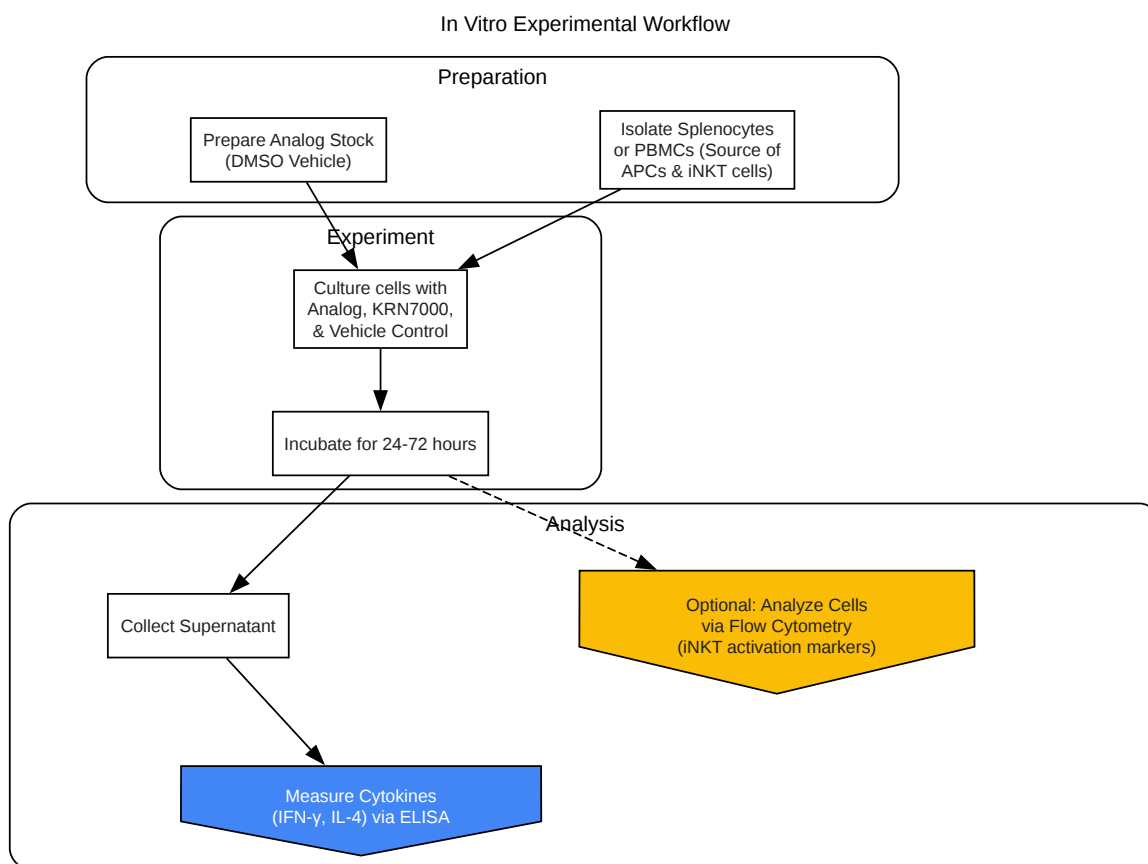 In Vitro Experimental Workflow
Preparation
Prepare Analog Stock
(DMSO Vehicle)
Isolate Splenocytes
or PBMCs (Source of
APCs & iNKT cells)
Experiment
Culture cells with
Analog, KRN7000,
& Vehicle Control
Incubate for 24-72 hours
Analysis
Collect Supernatant
Optional: Analyze Cells
via Flow Cytometry
(iNKT activation markers)
Measure Cytokines
(IFN-γ, IL-4) via ELISA